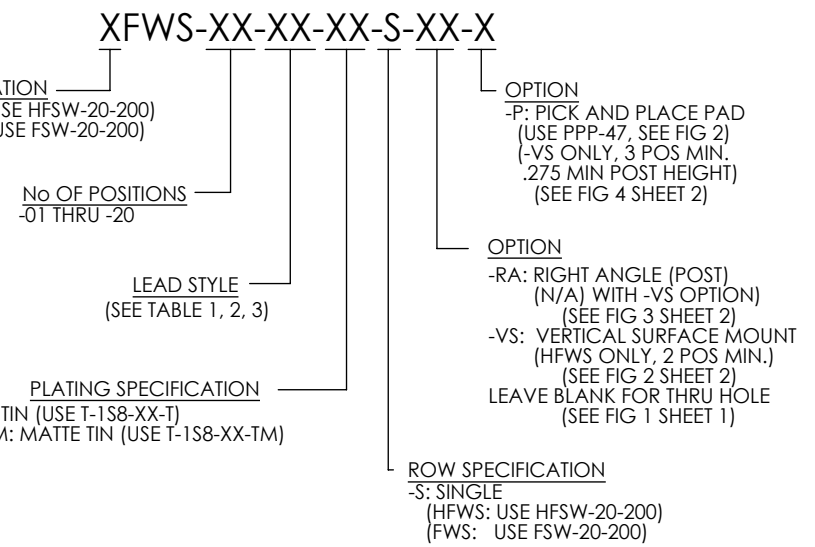 XFWS-XX-XX-XX-S-XX-X
SE HFSW-20-200)
USE FSW-20-200)
No OF POSITIONS
-01 THRU -20
LEAD STYLE
(SEE TABLE 1, 2, 3)
PLATING SPECIFICATION
TIN (USE T-1S8-XX-T)
: MATTE TIN (USE T-1S8-XX-TM)
ROW SPECIFICATION
-S: SINGLE
(HFWS: USE HFSW-20-200)
(FWS: USE FSW-20-200)
OPTION
-RA: RIGHT ANGLE (POST)
(N/A) WITH -VS OPTION)
(SEE FIG 3 SHEET 2)
-VS: VERTICAL SURFACE MOUNT
(HFWS ONLY, 2 POS MIN.)
(SEE FIG 2 SHEET 2)
LEAVE BLANK FOR THRU HOLE
(SEE FIG 1 SHEET 1)
OPTION
-P: PICK AND PLACE PAD
(USE PPP-47, SEE FIG 2)
(-VS ONLY, 3 POS MIN.
.275 MIN POST HEIGHT)
(SEE FIG 4 SHEET 2)